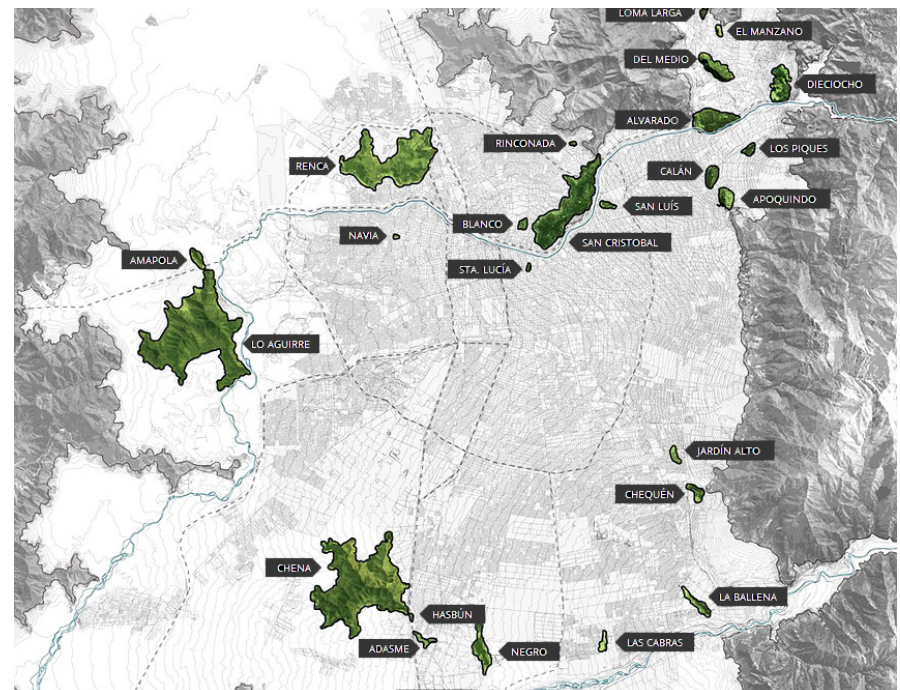 LOMA LARGA
EL MANZANO
DEL MEDIO
DIECIOCHO
ALVARADO
RINCONADA
LOS PIQUES
RENCA
CALÁN
APOQUINDO
SAN LUÍS
BLANCO
NAVIA
SAN CRISTOBAL
AMAPOLA
STA. LUCÍA
LO AGUIRRE
JARDÍN ALTO
CHEQUÉN
CHENA
LA BALLENA
HASBÚN
LAS CABRAS
ADASME
NEGRO